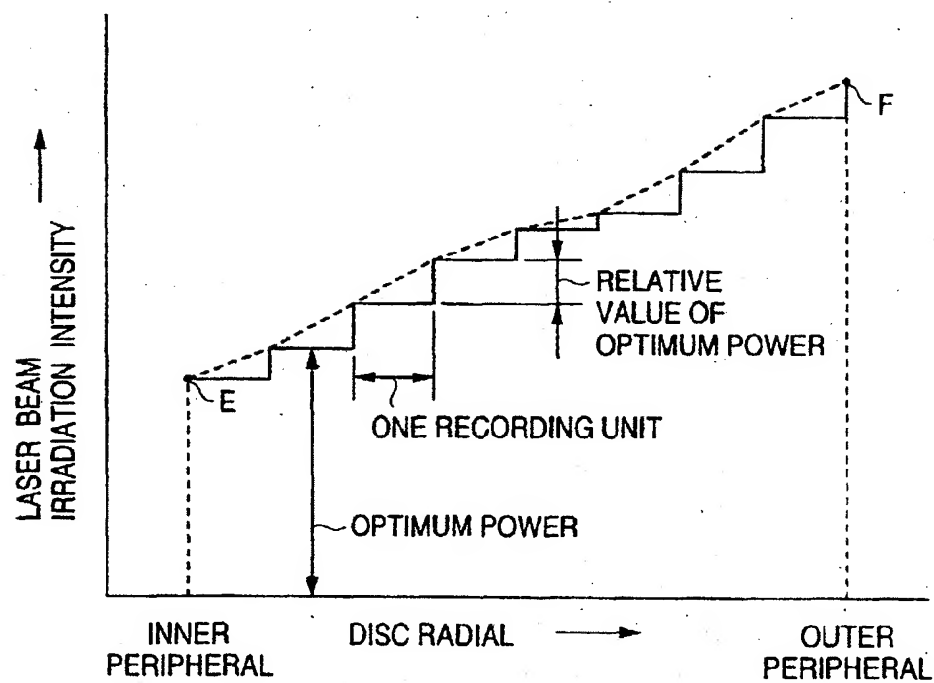 LASER BEAM
IRRADIATION INTENSITY
F
RELATIVE
VALUE OF
OPTIMUM POWER
E
ONE RECORDING UNIT
OPTIMUM POWER
INNER
PERIPHERAL
DISC RADIAL
OUTER
PERIPHERAL